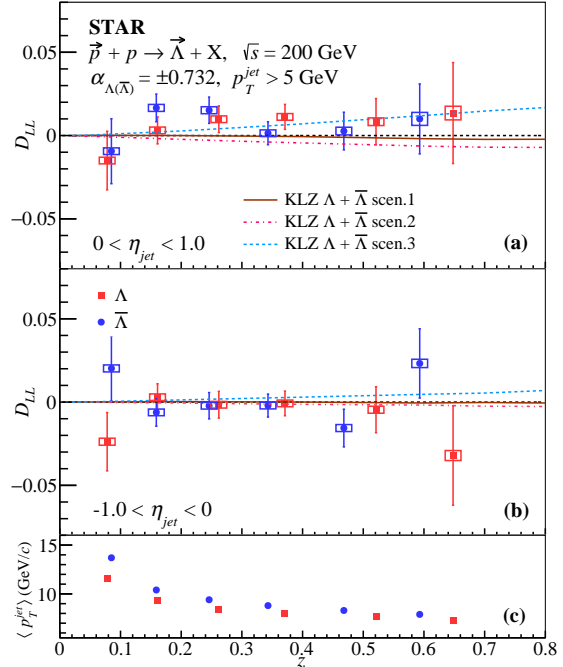 STAR
p⃗ + p → Λ⃗ + X, √s = 200 GeV
α_Λ(Λ̅) = ±0.732, p_T^jet > 5 GeV
0.05
0
−0.05
D_LL
KLZ Λ + Λ̅ scen.1
KLZ Λ + Λ̅ scen.2
KLZ Λ + Λ̅ scen.3
0 < η_jet < 1.0
(a)
Λ
Λ̅
0.05
0
−0.05
D_LL
-1.0 < η_jet < 0
(b)
15
10
⟨ p_T^jet ⟩ (GeV/c)
(c)
0 0.1 0.2 0.3 0.4 0.5 0.6 0.7 0.8
z